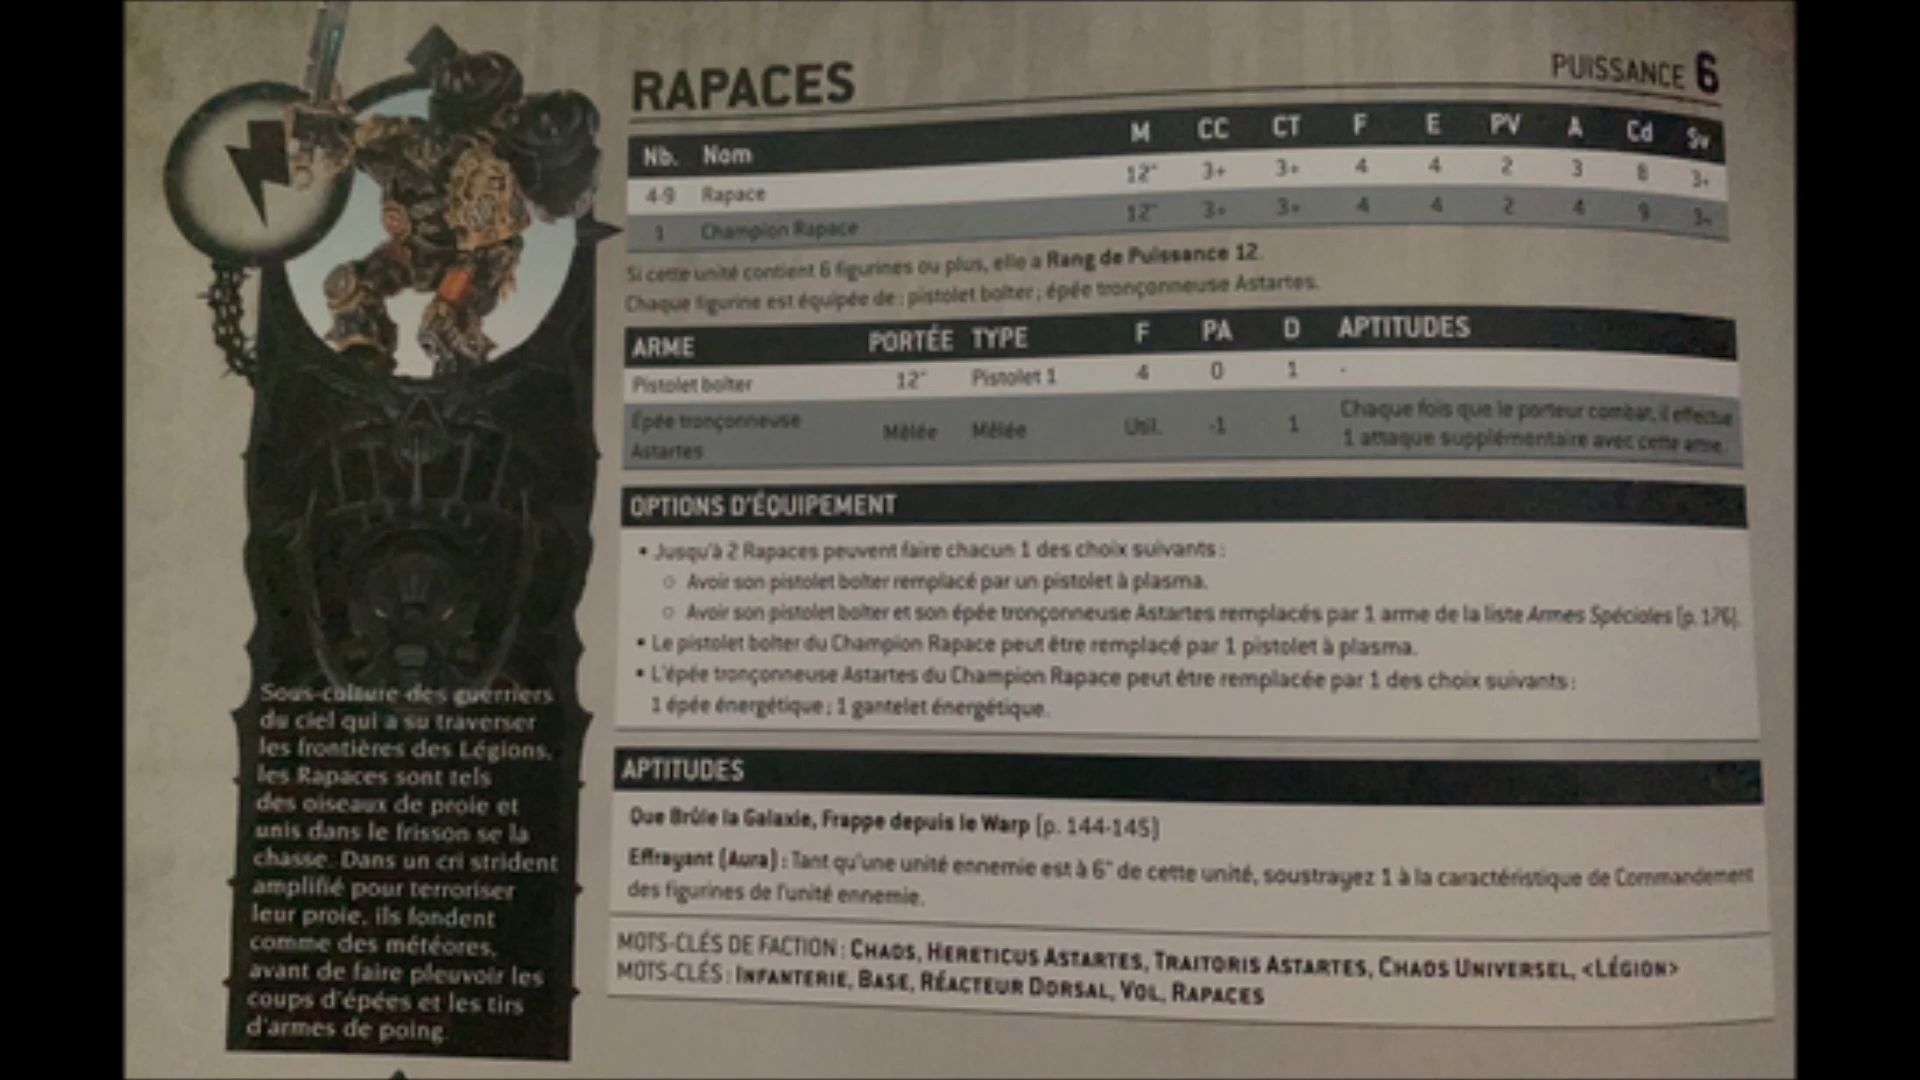 RAPACES
PUISSANCE 6
Nb. Nom M CC CT F E PV A Cd Sv
4-9 Rapace 12" 3+ 3+ 4 4 2 3 8 3+
1 Champion Rapace 12" 3+ 3+ 4 4 2 4 9 3+
Si cette unité contient 6 figurines ou plus, elle a Rang de Puissance 12.
Chaque figurine est équipée de : pistolet bolter ; épée tronçonneuse Astartes.
ARME PORTÉE TYPE F PA D APTITUDES
Pistolet bolter 12" Pistolet 1 4 0 1 -
Épée tronçonneuse Astartes Mêlée Mêlée Util. -1 1 Chaque fois que le porteur combat, il effectue
1 attaque supplémentaire avec cette arme.
OPTIONS D'ÉQUIPEMENT
• Jusqu'à 2 Rapaces peuvent faire chacun 1 des choix suivants :
○ Avoir son pistolet bolter remplacé par un pistolet à plasma.
○ Avoir son pistolet bolter et son épée tronçonneuse Astartes remplacés par 1 arme de la liste Armes Spéciales (p. 176).
• Le pistolet bolter du Champion Rapace peut être remplacé par 1 pistolet à plasma.
• L'épée tronçonneuse Astartes du Champion Rapace peut être remplacée par 1 des choix suivants :
1 épée énergétique ; 1 gantelet énergétique.
APTITUDES
Que Brûle la Galaxie, Frappe depuis le Warp (p. 144-145)
Effrayant (Aura) : Tant qu'une unité ennemie est à 6" de cette unité, soustrayez 1 à la caractéristique de Commandement
des figurines de l'unité ennemie.
MOTS-CLÉS DE FACTION : CHAOS, HERETICUS ASTARTES, TRAITORIS ASTARTES, CHAOS UNIVERSEL, <LÉGION>
MOTS-CLÉS : INFANTERIE, BASE, RÉACTEUR DORSAL, VOL, RAPACES
Sous-culture des guerriers
du ciel qui a su traverser
les frontières des Légions,
les Rapaces sont tels
des oiseaux de proie et
unis dans le frisson se la
chasse. Dans un cri strident
amplifié pour terroriser
leur proie, ils fondent
comme des météores,
avant de faire pleuvoir les
coups d'épées et les tirs
d'armes de poing.